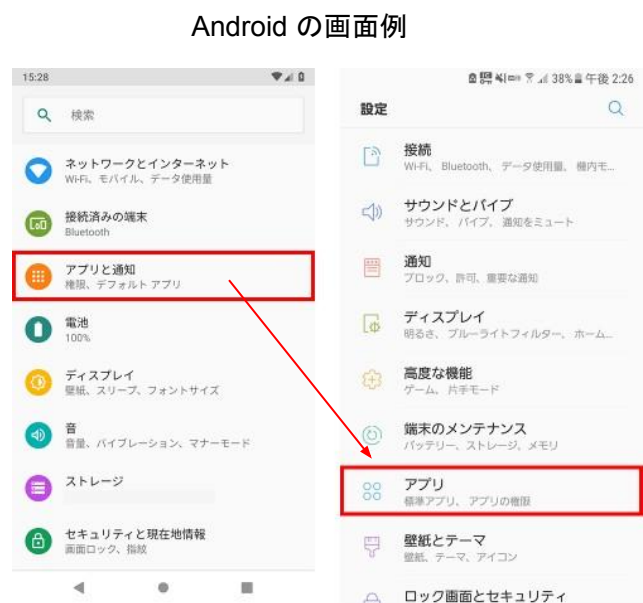 Android の画面例
15:28
検索
ネットワークとインターネット
Wi-Fi、モバイル、データ使用量
接続済みの端末
Bluetooth
アプリと通知
権限、デフォルト アプリ
電池
100%
ディスプレイ
壁紙、スリープ、フォントサイズ
音
音量、バイブレーション、マナーモード
ストレージ
セキュリティと現在地情報
画面ロック、指紋
38% 午後 2:26
設定
接続
Wi-Fi、 Bluetooth、 データ使用量、 機内モ...
サウンドとバイブ
サウンド、 バイブ、 通知をミュート
通知
ブロック、許可、重要な通知
ディスプレイ
明るさ、 ブルーライトフィルター、 ホーム...
高度な機能
ゲーム、 片手モード
端末のメンテナンス
バッテリー、ストレージ、メモリ
アプリ
標準アプリ、 アプリの権限
壁紙とテーマ
壁紙、テーマ、アイコン
ロック画面とセキュリティ